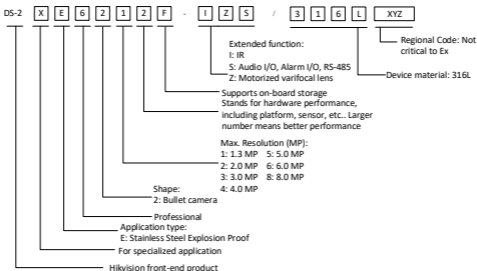 DS-2 X E 6 2 1 2 F - I Z S / 3 1 6 L XYZ
Regional Code: Not
critical to Ex
Device material: 316L
Extended function:
I: IR
S: Audio I/O, Alarm I/O, RS-485
Z: Motorized varifocal lens
Supports on-board storage
Stands for hardware performance,
including platform, sensor, etc.. Larger
number means better performance
Max. Resolution (MP):
1: 1.3 MP 5: 5.0 MP
2: 2.0 MP 6: 6.0 MP
3: 3.0 MP 8: 8.0 MP
4: 4.0 MP
Shape:
2: Bullet camera
Professional
Application type:
E: Stainless Steel Explosion Proof
For specialized application
Hikvision front-end product